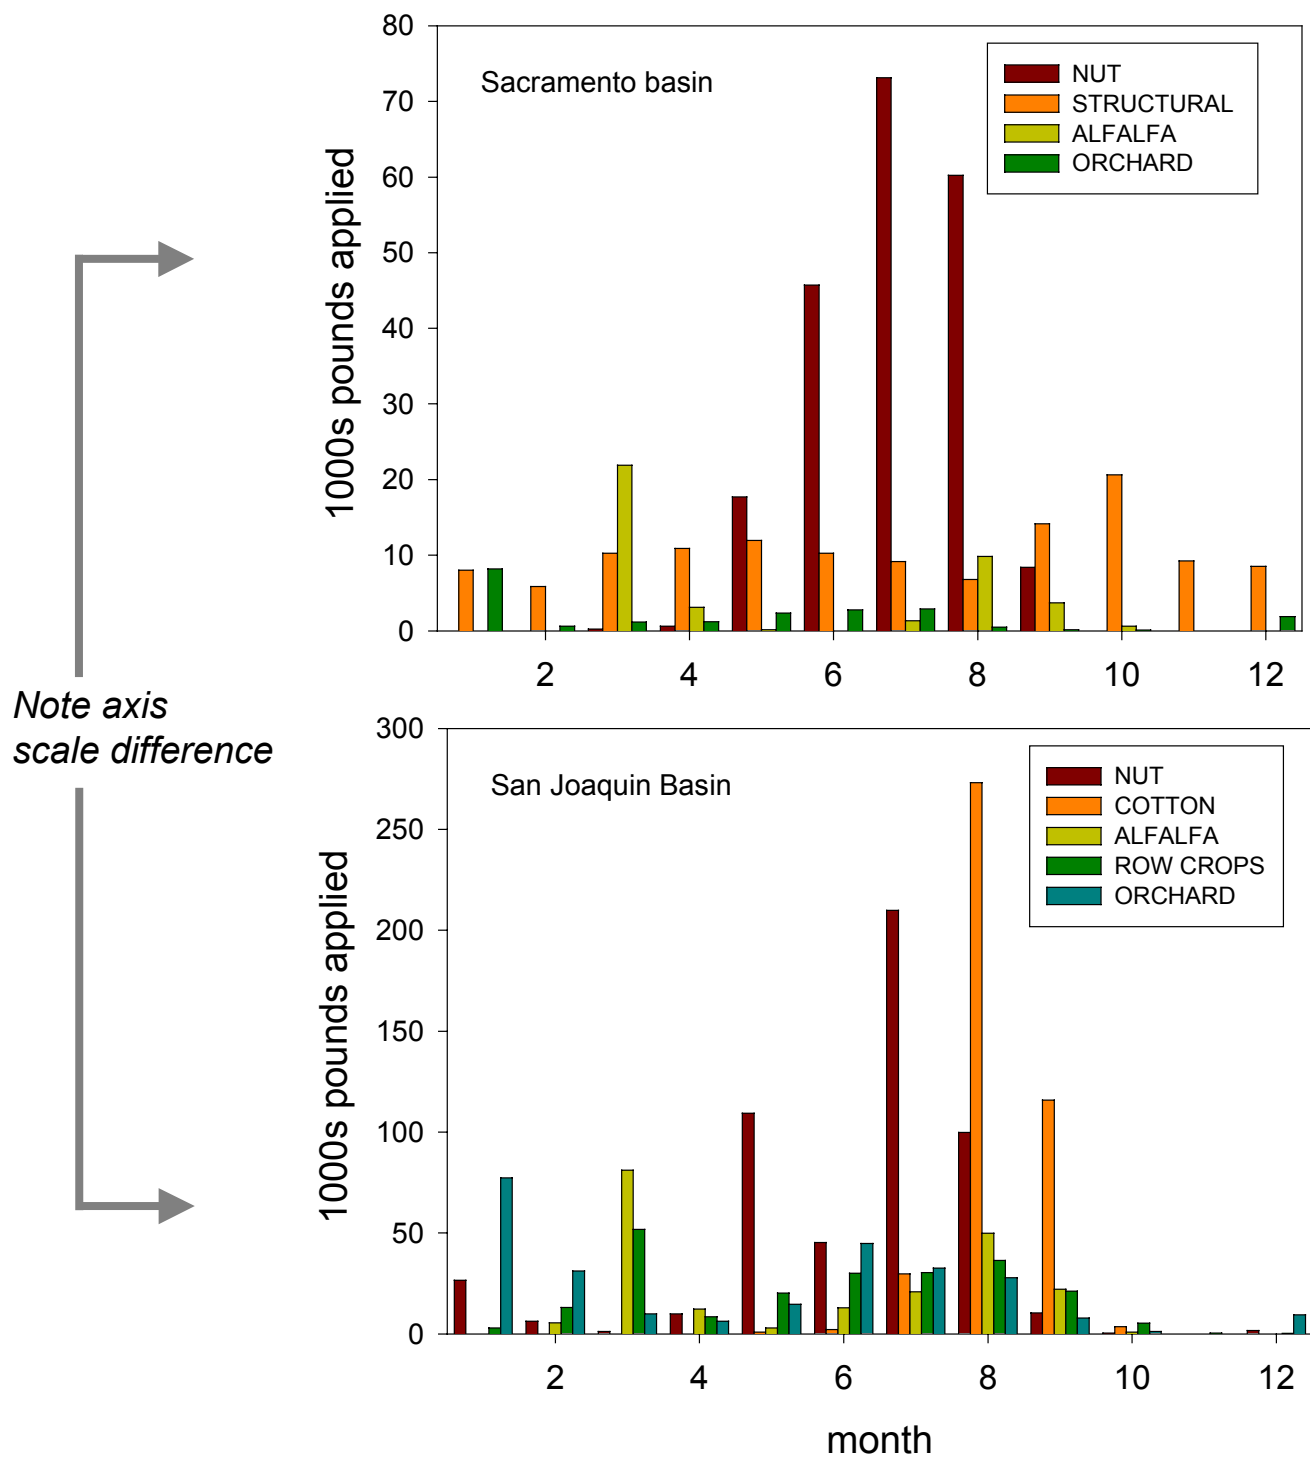 80
70
60
50
40
30
20
10
0
1000s pounds applied
Sacramento basin
NUT
STRUCTURAL
ALFALFA
ORCHARD
2 4 6 8 10 12
Note axis
scale difference
300
250
200
150
100
50
0
1000s pounds applied
San Joaquin Basin
NUT
COTTON
ALFALFA
ROW CROPS
ORCHARD
2 4 6 8 10 12
month